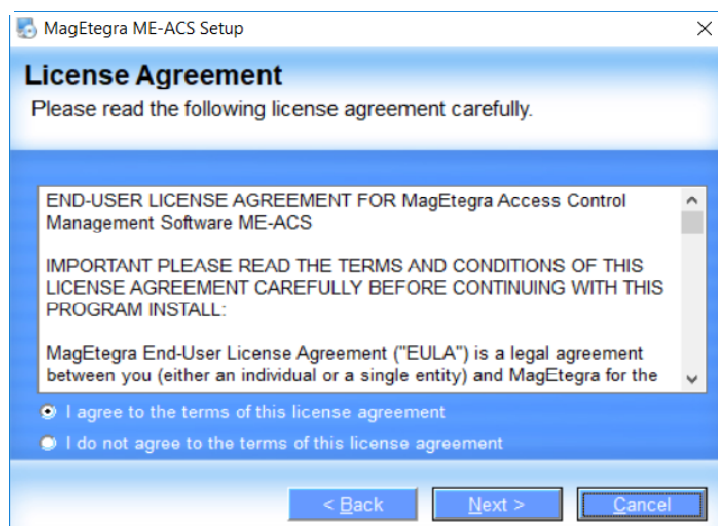 MagEtegra ME-ACS Setup
License Agreement
Please read the following license agreement carefully.
END-USER LICENSE AGREEMENT FOR MagEtegra Access Control
Management Software ME-ACS
IMPORTANT PLEASE READ THE TERMS AND CONDITIONS OF THIS
LICENSE AGREEMENT CAREFULLY BEFORE CONTINUING WITH THIS
PROGRAM INSTALL:
MagEtegra End-User License Agreement ("EULA") is a legal agreement
between you (either an individual or a single entity) and MagEtegra for the
I agree to the terms of this license agreement
I do not agree to the terms of this license agreement
< Back Next > Cancel